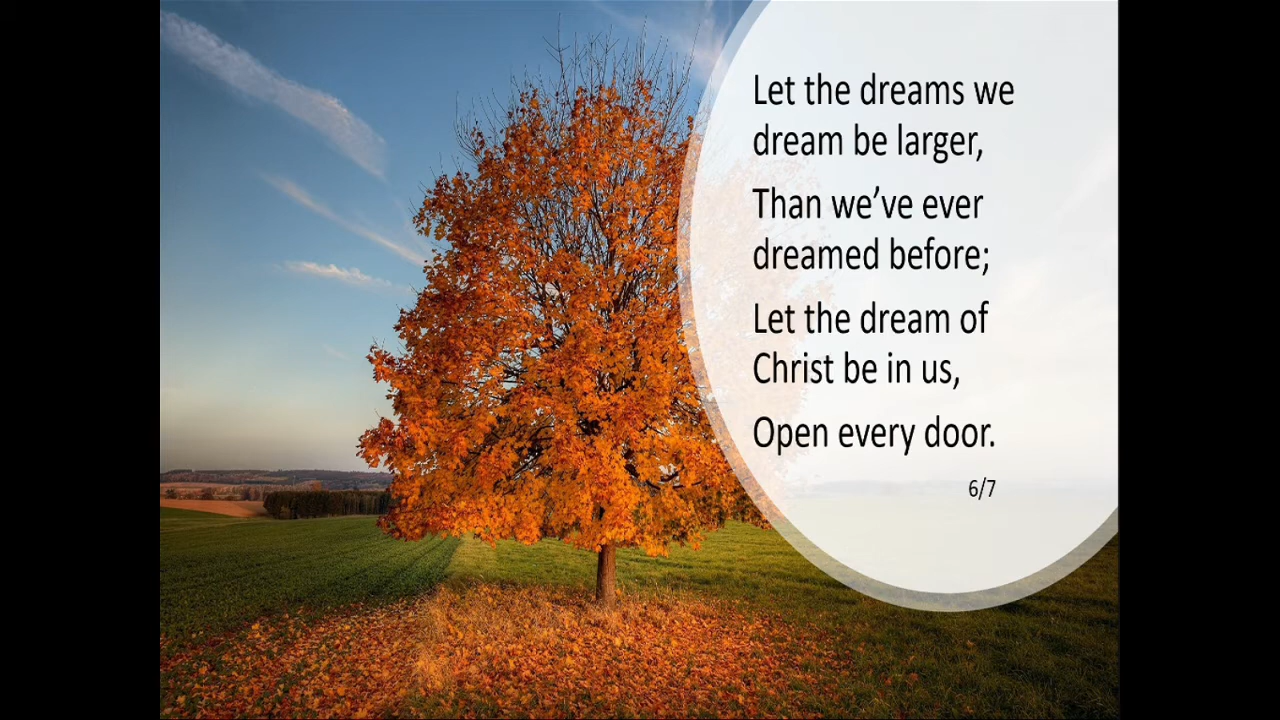 Let the dreams we
dream be larger,
Than we’ve ever
dreamed before;
Let the dream of
Christ be in us,
Open every door.
6/7